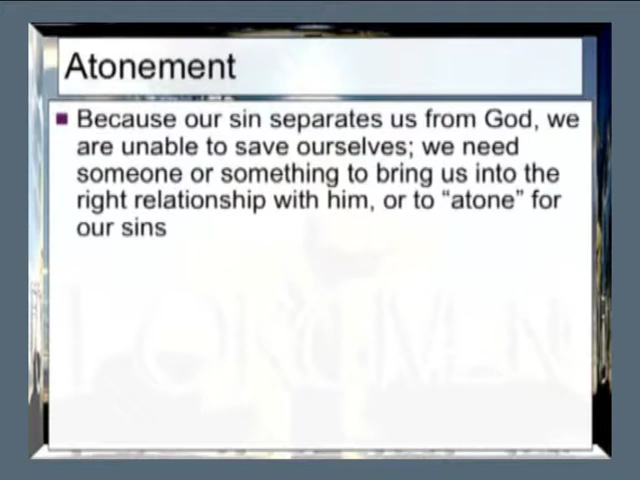 Atonement
Because our sin separates us from God, we
are unable to save ourselves; we need
someone or something to bring us into the
right relationship with him, or to “atone” for
our sins
FORGIVEN